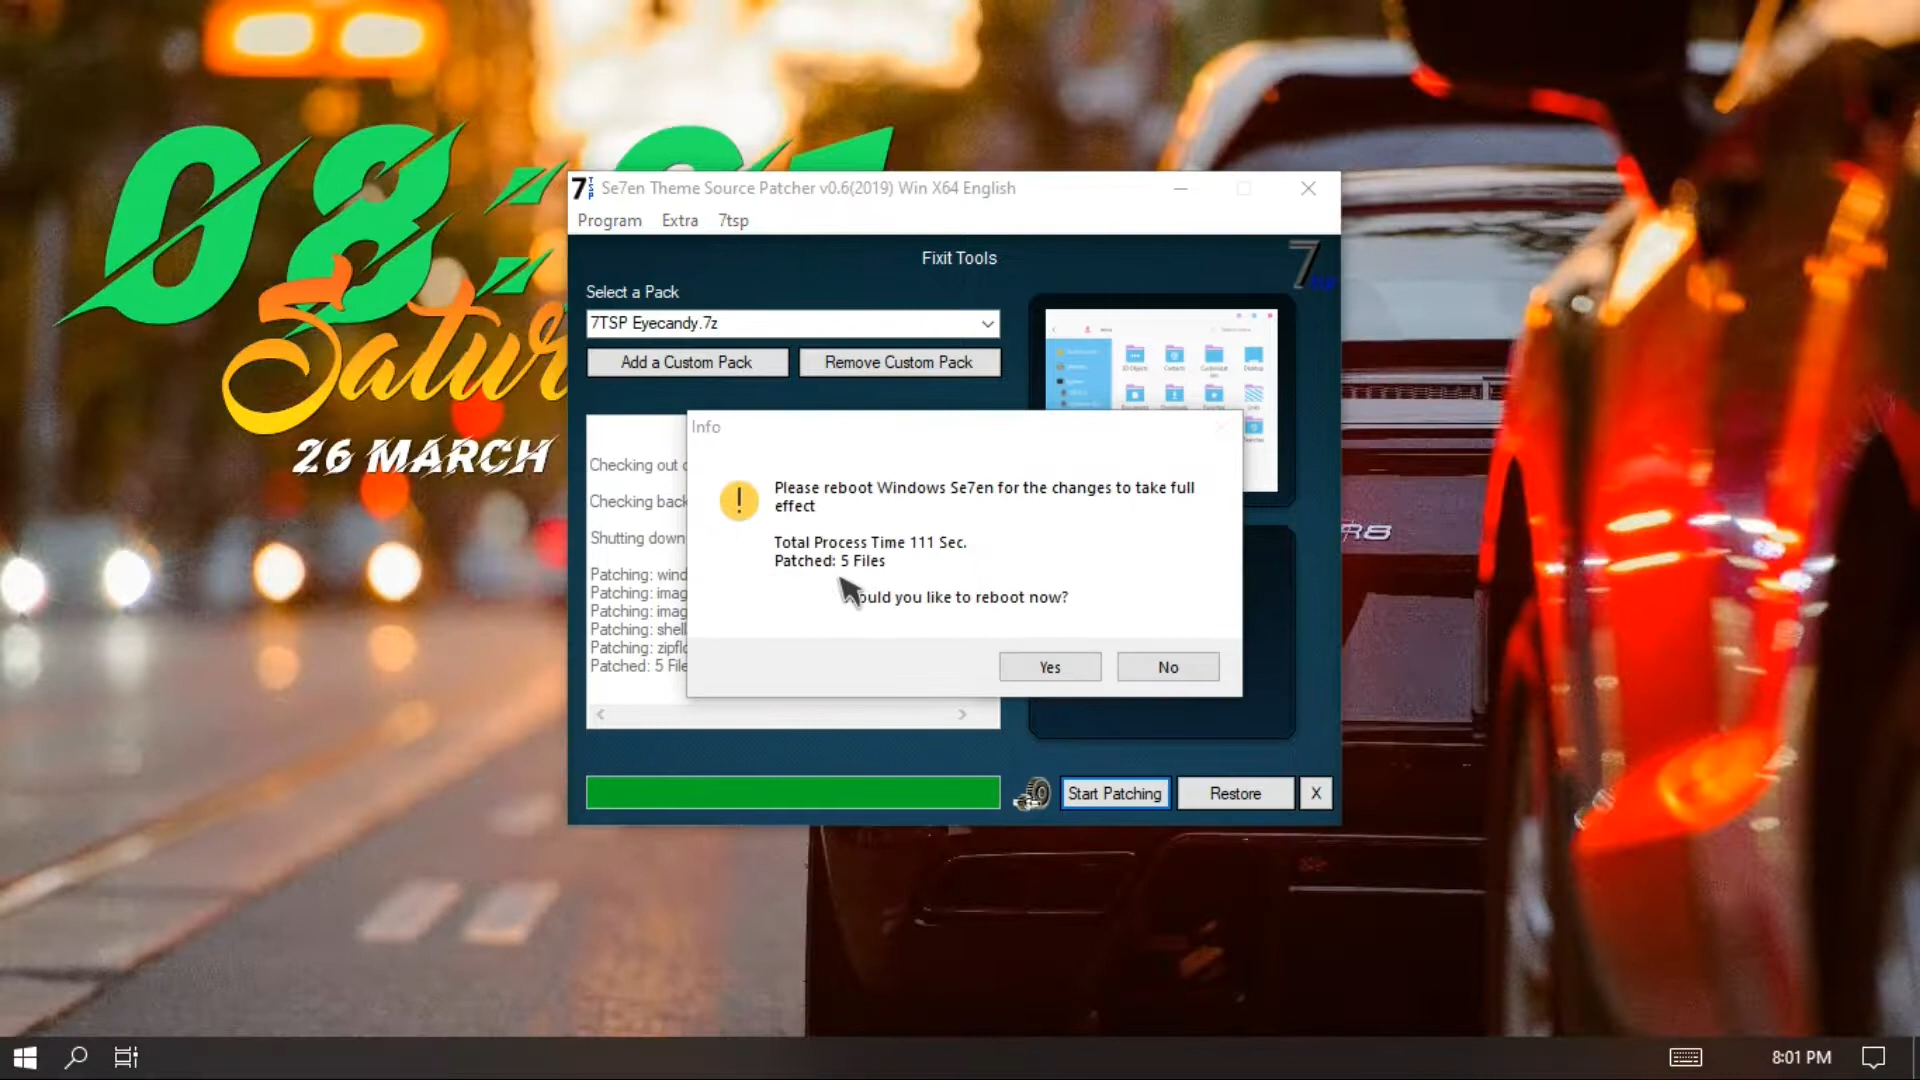 08:
Satur
26 MARCH
Se7en Theme Source Patcher v0.6(2019) Win X64 English
Program Extra 7tsp
Fixit Tools
Select a Pack
7TSP Eyecandy.7z
Add a Custom Pack Remove Custom Pack
Info
Please reboot Windows Se7en for the changes to take full
effect
Total Process Time 111 Sec.
Patched: 5 Files
ould you like to reboot now?
Yes No
Checking out
Checking back
Shutting down
Patching: wind
Patching: imag
Patching: imag
Patching: shell
Patching: zipfl
Patched: 5 File
Start Patching Restore X
R8
8:01 PM